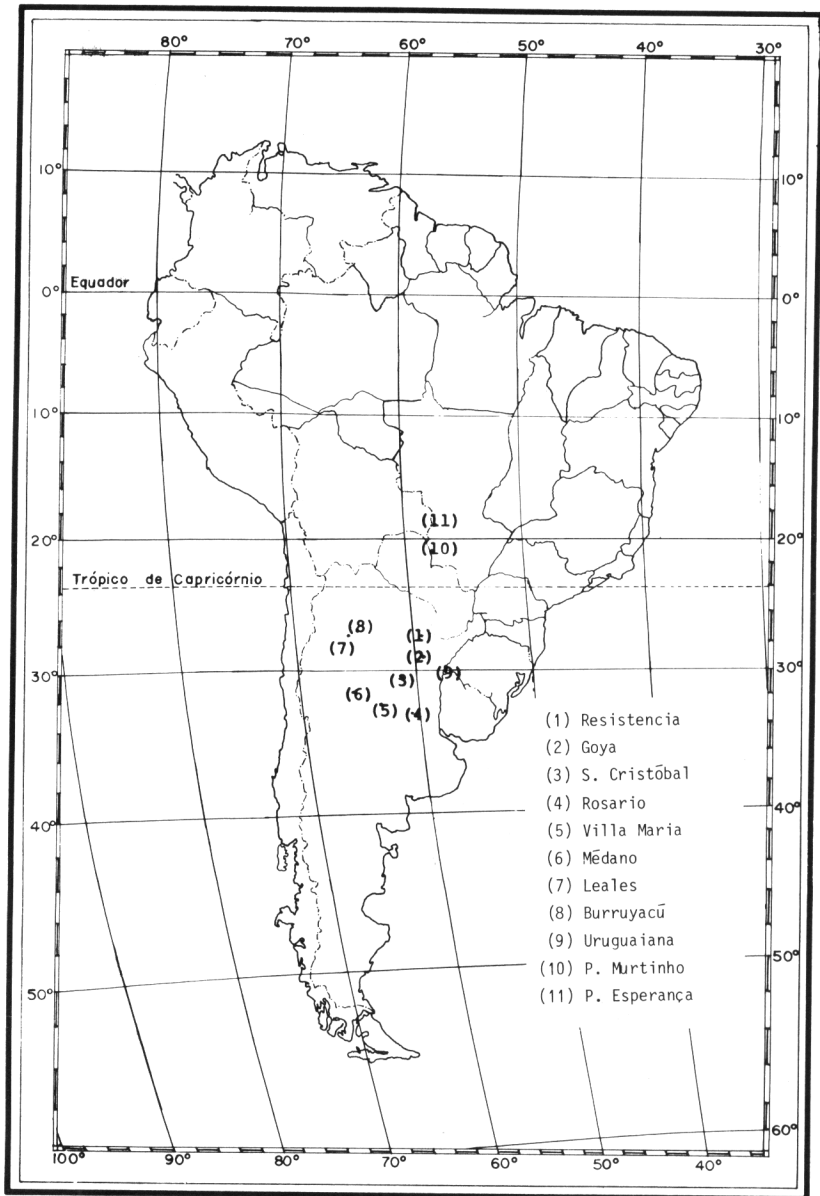 80° 70° 60° 50° 40° 30°
10° 10°
Equador
0° 0°
10° 10°
(11)
20° (10) 20°
Trópico de Capricórnio
(8) (1)
(7) (2)
30° (3) (9) 30°
(6)
(5) (4)
(1) Resistencia
(2) Goya
(3) S. Cristōbal
(4) Rosario
(5) Villa Maria
(6) Mēdano
(7) Leales
(8) Burruyacū
(9) Uruguaiana
(10) P. Murtinho
(11) P. Esperança
40° 40°
50° 50°
60°
100° 90° 80° 70° 60° 50° 40°